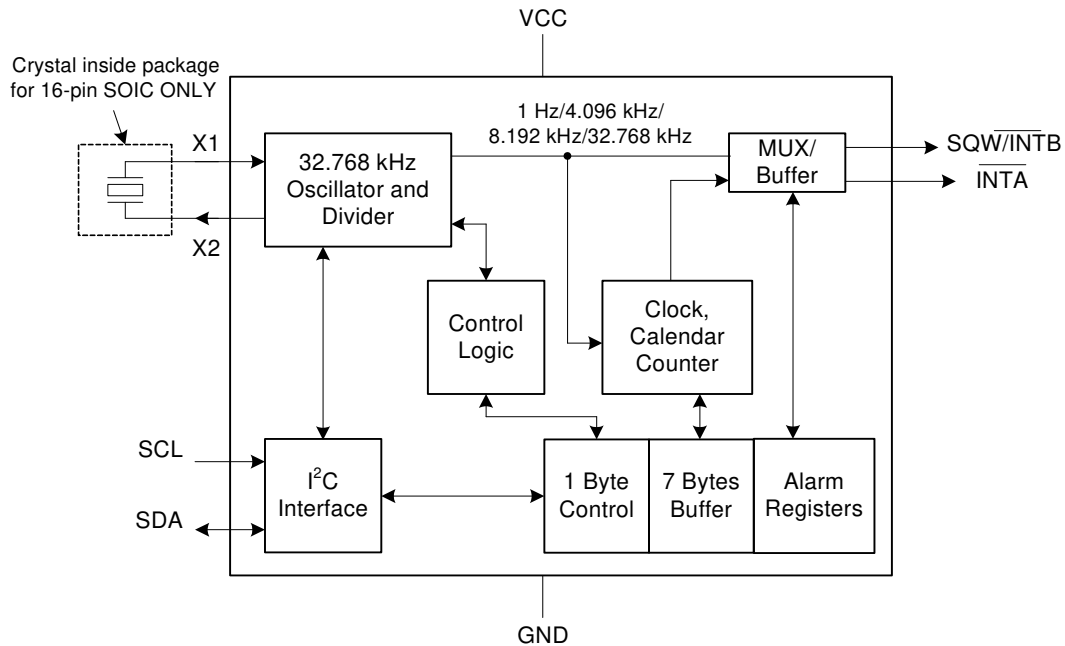 VCC
Crystal inside package
for 16-pin SOIC ONLY
1 Hz/4.096 kHz/
8.192 kHz/32.768 kHz
X1
X2
32.768 kHz
Oscillator and
Divider
MUX/
Buffer
SQW/I̅N̅T̅B
I̅N̅T̅A̅
Control
Logic
Clock,
Calendar
Counter
SCL
SDA
I²C
Interface
1 Byte
Control
7 Bytes
Buffer
Alarm
Registers
GND